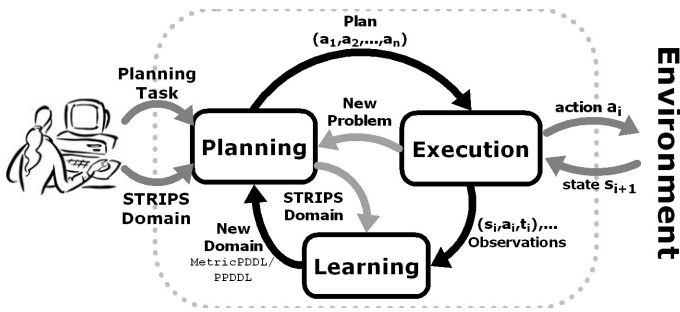 Plan
(a₁,a₂,...,aₙ)
Planning
Task
New
Problem
action aᵢ
Planning
Execution
state sᵢ₊₁
Environment
STRIPS
Domain
STRIPS
Domain
New
Domain
MetricPDDL/
PPDDL
(sᵢ,aᵢ,tᵢ),...
Observations
Learning